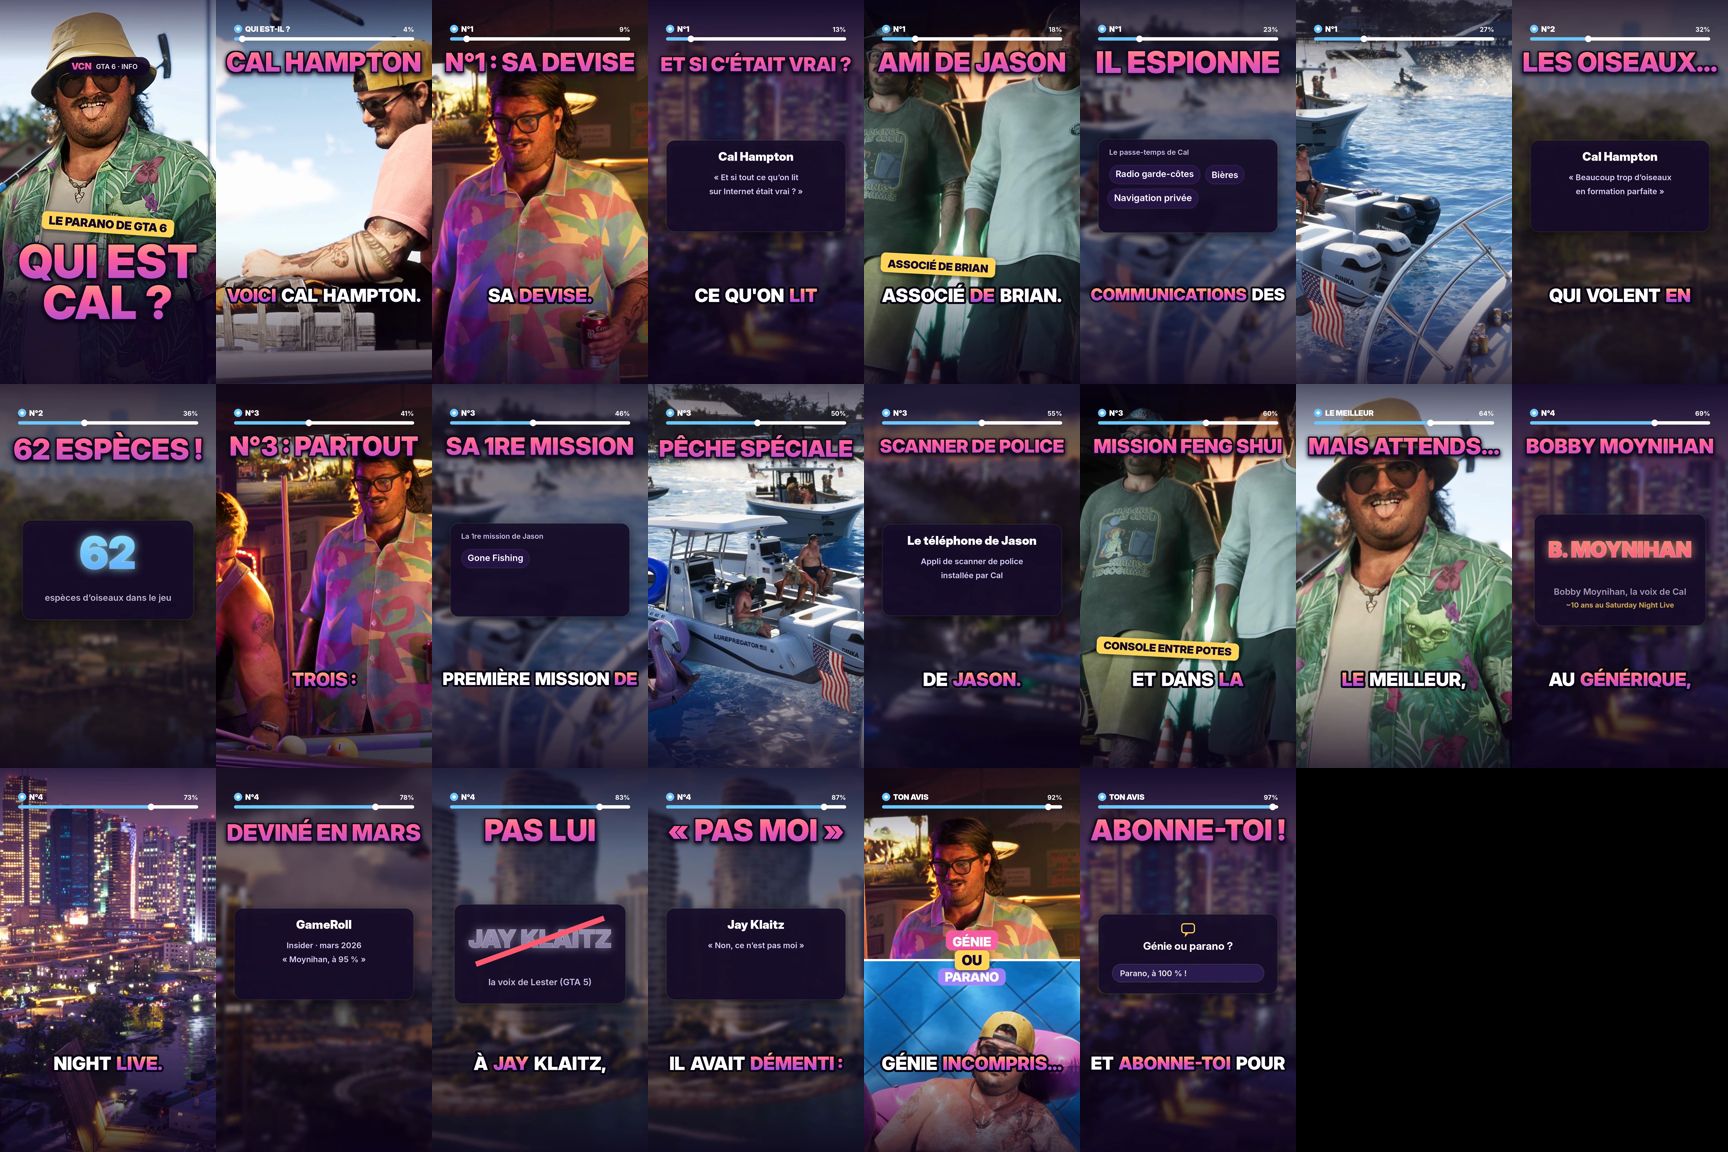 VCN GTA 6 · INFO
LE PARANO DE GTA 6
QUI EST
CAL ?
QUI EST-IL ? 4%
CAL HAMPTON
VOICI CAL HAMPTON.
N°1 9%
N°1 : SA DEVISE
SA DEVISE.
N°1 13%
ET SI C'ÉTAIT VRAI ?
Cal Hampton
« Et si tout ce qu'on lit
sur Internet était vrai ? »
CE QU'ON LIT
N°1 18%
AMI DE JASON
ASSOCIÉ DE BRIAN
ASSOCIÉ DE BRIAN.
N°1 23%
IL ESPIONNE
Le passe-temps de Cal
Radio garde-côtes
Bières
Navigation privée
COMMUNICATIONS DES
N°1 27%
DINKA
N°2 32%
LES OISEAUX...
Cal Hampton
« Beaucoup trop d'oiseaux
en formation parfaite »
QUI VOLENT EN
N°2 36%
62 ESPÈCES !
62
espèces d'oiseaux dans le jeu
N°3 41%
N°3 : PARTOUT
TROIS :
N°3 46%
SA 1RE MISSION
La 1re mission de Jason
Gone Fishing
PREMIÈRE MISSION DE
N°3 50%
PÊCHE SPÉCIALE
LUREPREDATOR
DINKA
N°3 55%
SCANNER DE POLICE
Le téléphone de Jason
Appli de scanner de police
installée par Cal
DE JASON.
N°3 60%
MISSION FENG SHUI
CONSOLE ENTRE POTES
ET DANS LA
LE MEILLEUR 64%
MAIS ATTENDS...
LE MEILLEUR,
N°4 69%
BOBBY MOYNIHAN
B. MOYNIHAN
Bobby Moynihan, la voix de Cal
~10 ans au Saturday Night Live
AU GÉNÉRIQUE,
N°4 73%
NIGHT LIVE.
N°4 78%
DEVINÉ EN MARS
GameRoll
Insider · mars 2026
« Moynihan, à 95 % »
N°4 83%
PAS LUI
JAY KLAITZ
la voix de Lester (GTA 5)
À JAY KLAITZ,
N°4 87%
« PAS MOI »
Jay Klaitz
« Non, ce n'est pas moi »
IL AVAIT DÉMENTI :
TON AVIS 92%
GÉNIE
OU
PARANO
GÉNIE INCOMPRIS...
TON AVIS 97%
ABONNE-TOI !
Génie ou parano ?
Parano, à 100 % !
ET ABONNE-TOI POUR